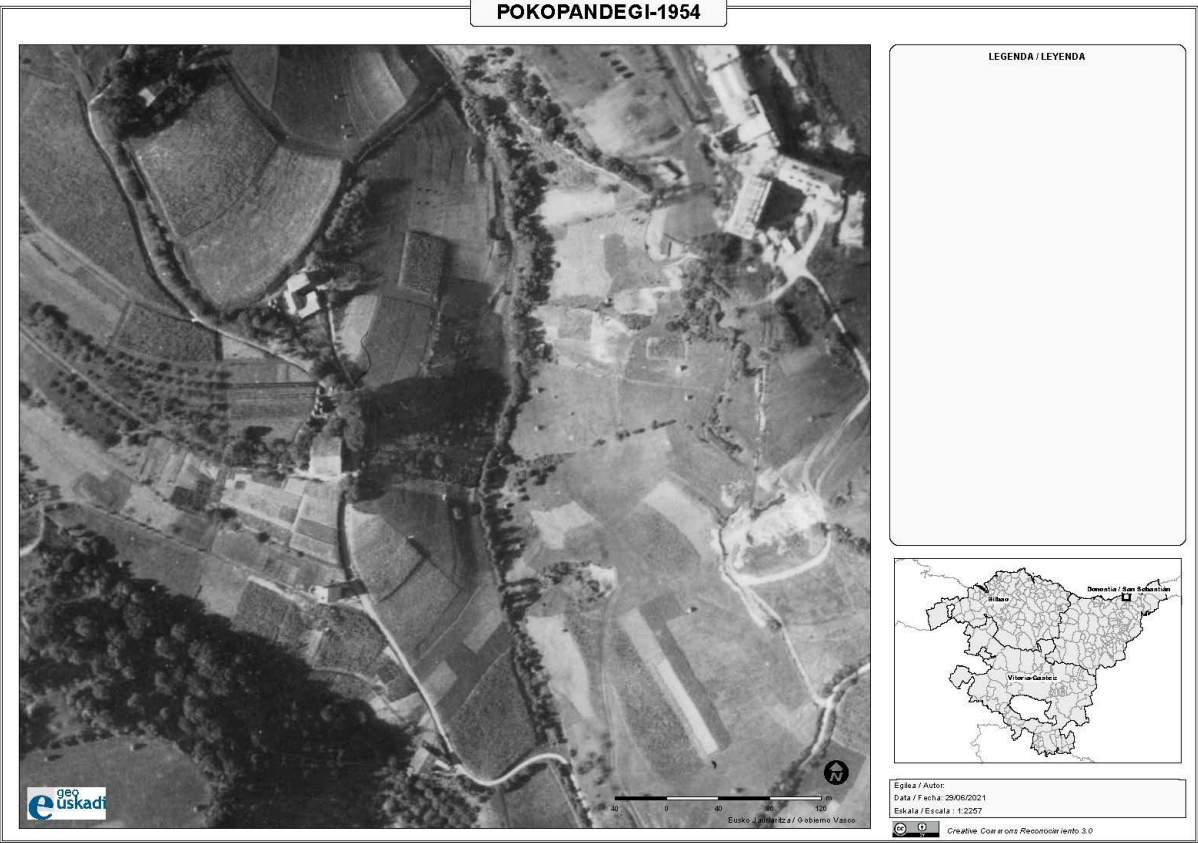 POKOPANDEGI-1954
LEGENDA / LEYENDA
N
40 0 40 80 120 m
Eusko Jaurlaritza / Gobierno Vasco
geo
euskadi
Bilbao
Donostia / San Sebastián
Vitoria-Gasteiz
Egilea / Autor:
Data / Fecha: 29/06/2021
Eskala / Escala : 1:2257
cc
Creative Commons Reconocimiento 3.0